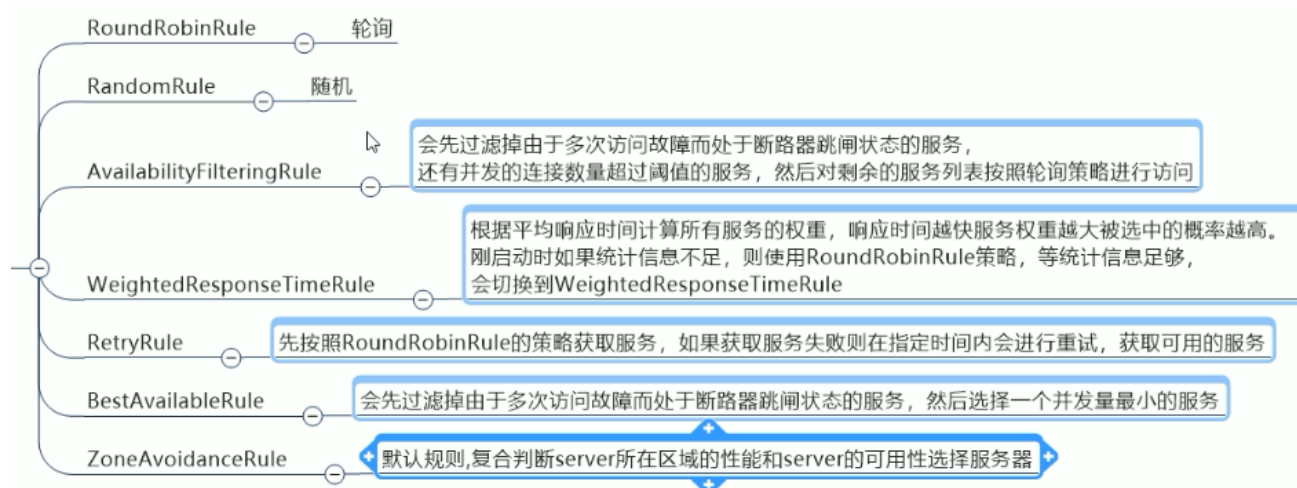 RoundRobinRule 轮询
RandomRule 随机
AvailabilityFilteringRule
会先过滤掉由于多次访问故障而处于断路器跳闸状态的服务，
还有并发的连接数量超过阈值的服务，然后对剩余的服务列表按照轮询策略进行访问
WeightedResponseTimeRule
根据平均响应时间计算所有服务的权重，响应时间越快服务权重越大被选中的概率越高。
刚启动时如果统计信息不足，则使用RoundRobinRule策略，等统计信息足够，
会切换到WeightedResponseTimeRule
RetryRule 先按照RoundRobinRule的策略获取服务，如果获取服务失败则在指定时间内会进行重试，获取可用的服务
BestAvailableRule 会先过滤掉由于多次访问故障而处于断路器跳闸状态的服务，然后选择一个并发量最小的服务
ZoneAvoidanceRule 默认规则,复合判断server所在区域的性能和server的可用性选择服务器